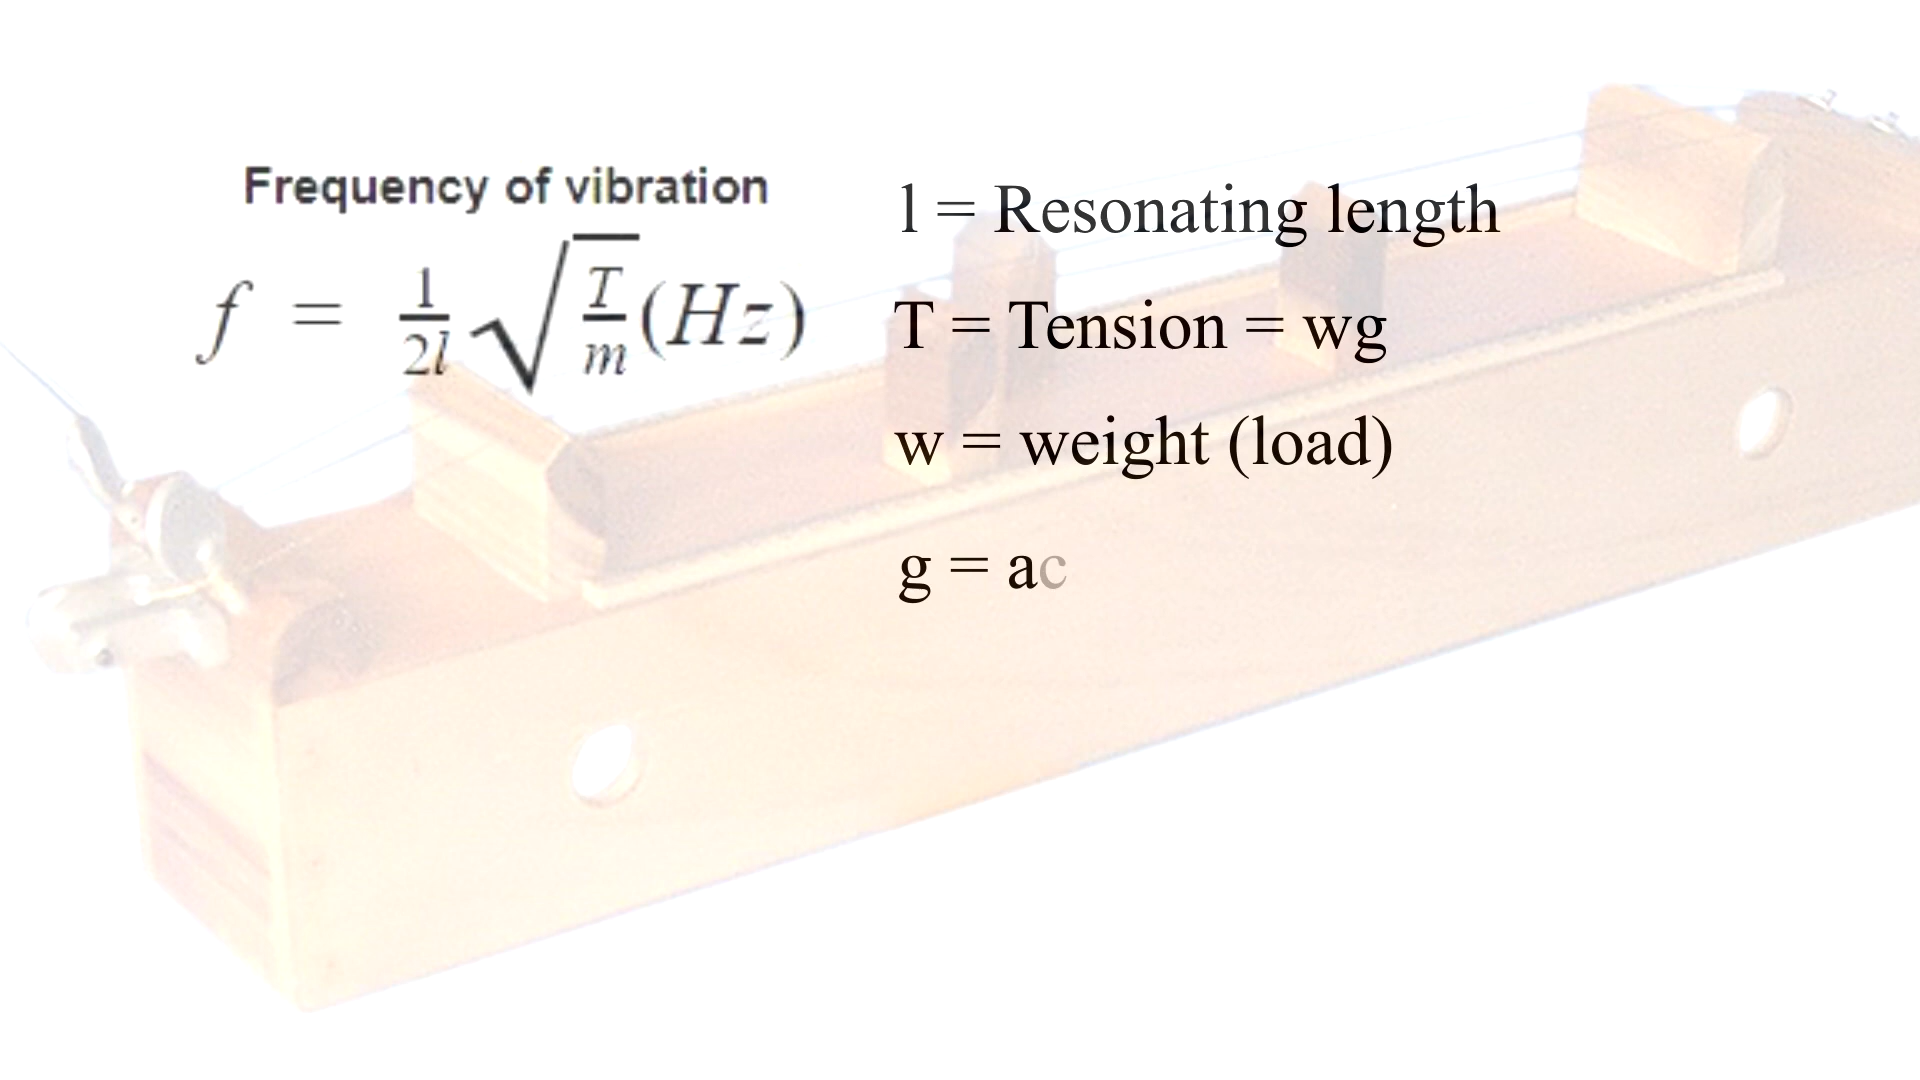 Frequency of vibration
f = 1/2l √T/m (Hz)
l = Resonating length
T = Tension = wg
w = weight (load)
g = ac